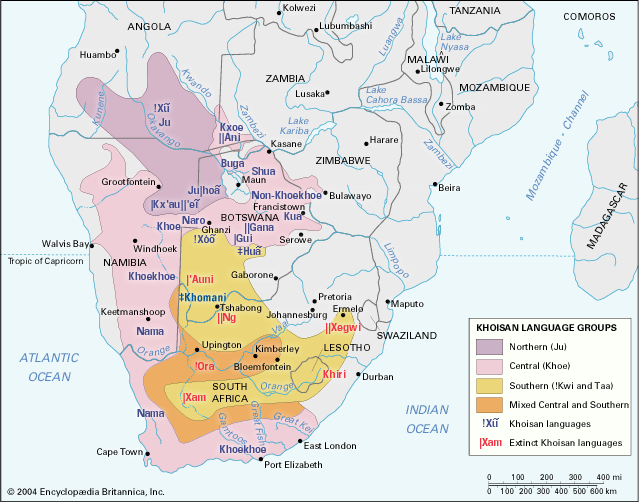 Kolwezi
TANZANIA
COMOROS
ANGOLA
Lubumbashi
Luangwa
Lake
Nyasa
Huambo
MALAWI
Lilongwe
Kwando
ZAMBIA
MOZAMBIQUE
Lusaka
Lake
Cahora Bassa
Zomba
!Xũ
Ju
Kunene
Okavango
Zambezi
Kxoe
||Ani
Lake
Kariba
Harare
Zambezi
Mozambique Channel
Kasane
Buga
Shua
ZIMBABWE
Grootfontein
Maun
Ju|hoã
Non-Khoekhoe
Bulawayo
Beira
MADAGASCAR
|Kx'au||'eĩ
Francistown
Naro
BOTSWANA
Kua
Khoe
Ghanzi
||Gana
!Xóõ
|Gui
Serowe
Walvis Bay
Windhoek
‡Huã
Tropic of Capricorn
NAMIBIA
Limpopo
Khoekhoe
|'Auni
Gaborone
‡Khomani
Pretoria
Maputo
Tshabong
Keetmanshoop
||Ng
Johannesburg
Ermelo
Nama
||Xegwi
SWAZILAND
Vaal
Orange
Upington
Kimberley
LESOTHO
ATLANTIC
OCEAN
!Ora
Bloemfontein
Khiri
Durban
SOUTH
AFRICA
Orange
|Xam
Nama
Gamtoos
Great Fish
Great Kei
INDIAN
OCEAN
Cape Town
Khoekhoe
East London
Port Elizabeth
KHOISAN LANGUAGE GROUPS
Northern (Ju)
Central (Khoe)
Southern (!Kwi and Taa)
Mixed Central and Southern
!Xũ Khoisan languages
|Xam Extinct Khoisan languages
0 100 200 300 400 mi
0 100 200 300 400 500 600 km
© 2004 Encyclopædia Britannica, Inc.